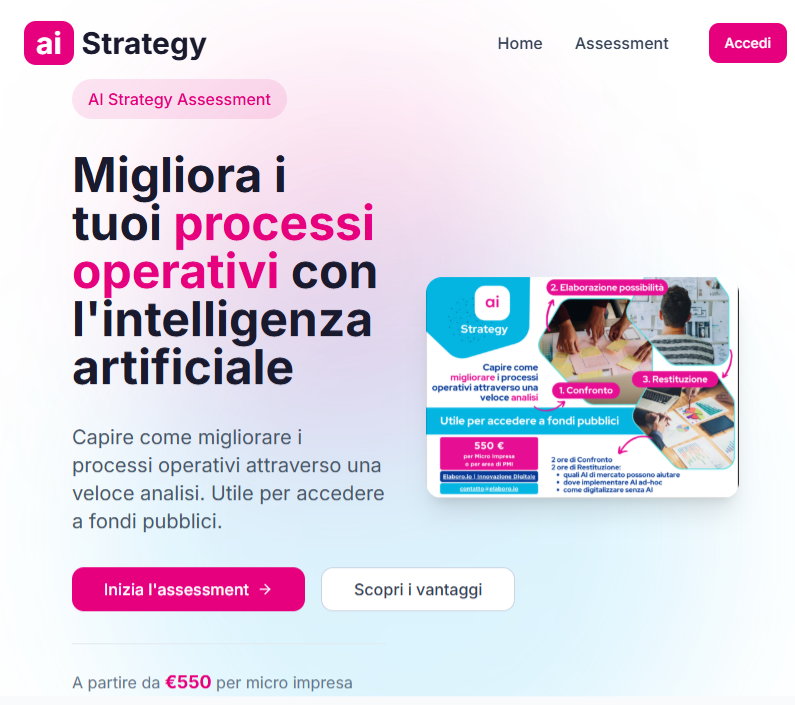 ai Strategy
Home
Assessment
Accedi
AI Strategy Assessment
Migliora i
tuoi processi
operativi con
l'intelligenza
artificiale
Capire come migliorare i
processi operativi attraverso una
veloce analisi. Utile per accedere
a fondi pubblici.
Inizia l'assessment →
Scopri i vantaggi
A partire da €550 per micro impresa
ai
Strategy
2. Elaborazione possibilità
Capire come
migliorare i processi
operativi attraverso una
veloce analisi
1. Confronto
3. Restituzione
Utile per accedere a fondi pubblici
550 €
per Micro Impresa
o per area di PMI
Elaboro.io | Innovazione Digitale
contatto@elaboro.io
2 ore di Confronto
2 ore di Restituzione:
• quali AI di mercato possono aiutare
• dove implementare AI ad-hoc
• come digitalizzare senza AI